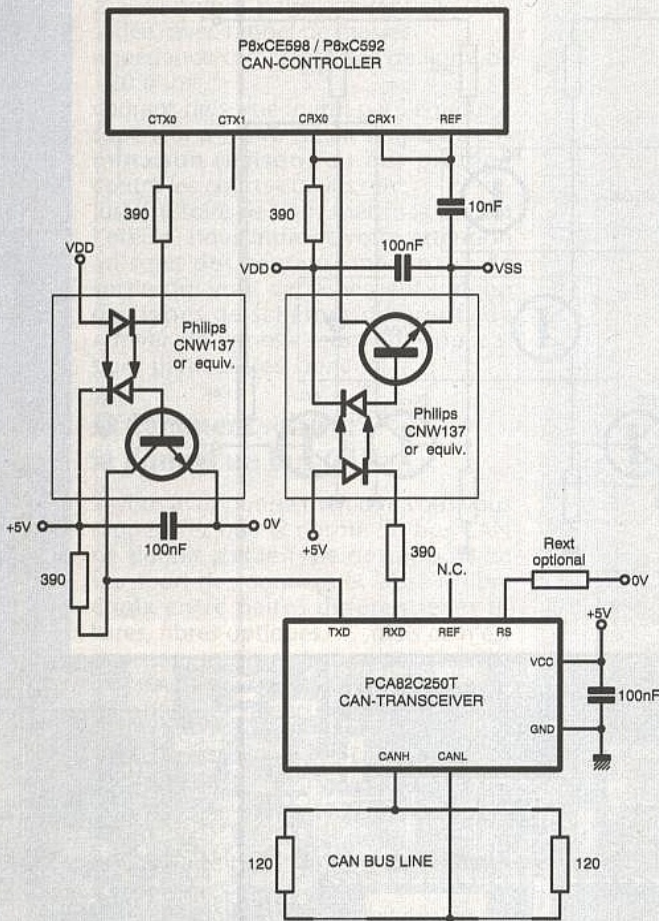 P8xCE598 / P8xC592
CAN-CONTROLLER
CTX0 CTX1 CRX0 CRX1 REF
390
390
10nF
100nF
VDD
VDD
VSS
Philips
CNW137
or equiv.
Philips
CNW137
or equiv.
+5V
100nF
0V
+5V
390
390
N.C.
Rext
optional
0V
+5V
TXD RXD REF RS
VCC
PCA82C250T
CAN-TRANSCEIVER
100nF
GND
CANH CANL
120
CAN BUS LINE
120